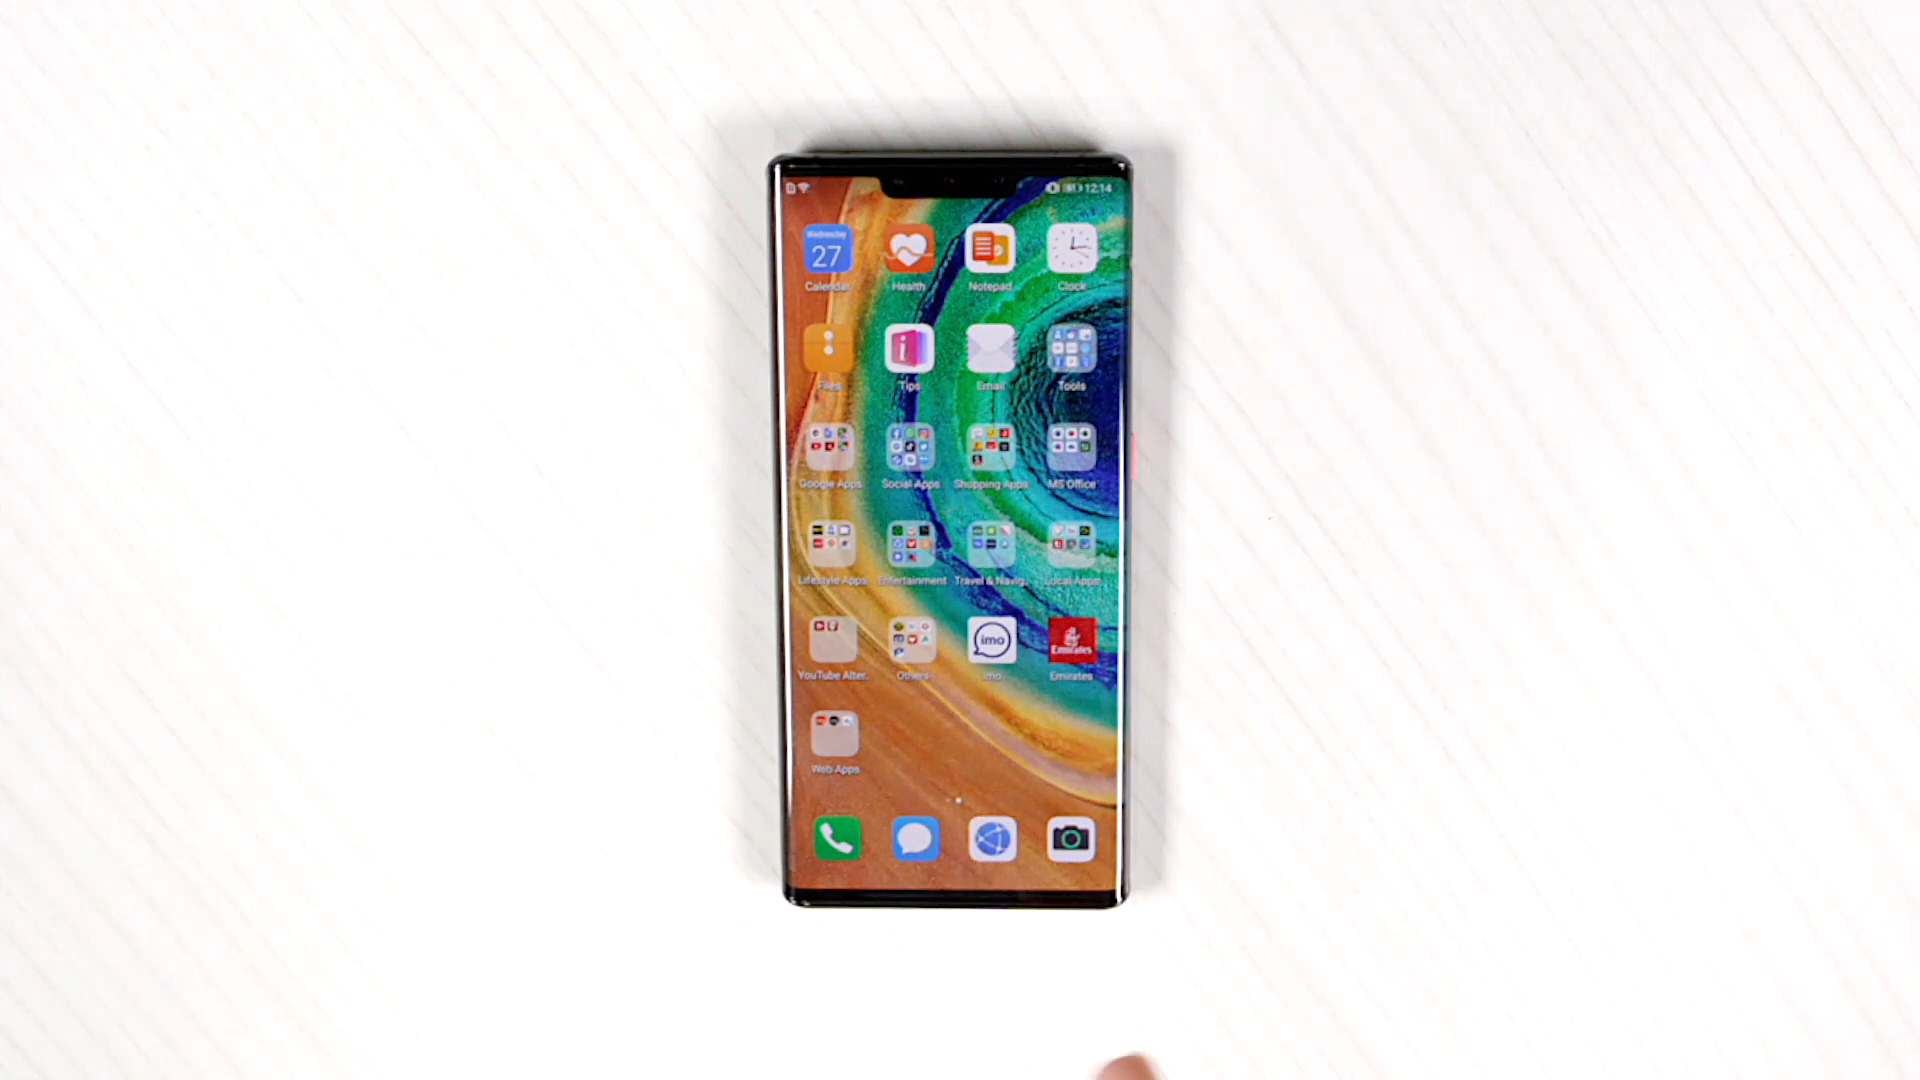 12:14
Wednesday
27
Calendar Health Notepad Clock
Files Tips Email Tools
Google Apps Social Apps Shopping Apps MS Office
Lifestyle Apps Entertainment Travel & Navig.. Local Apps
imo
Emirates
YouTube Alter.. Others imo Emirates
Web Apps